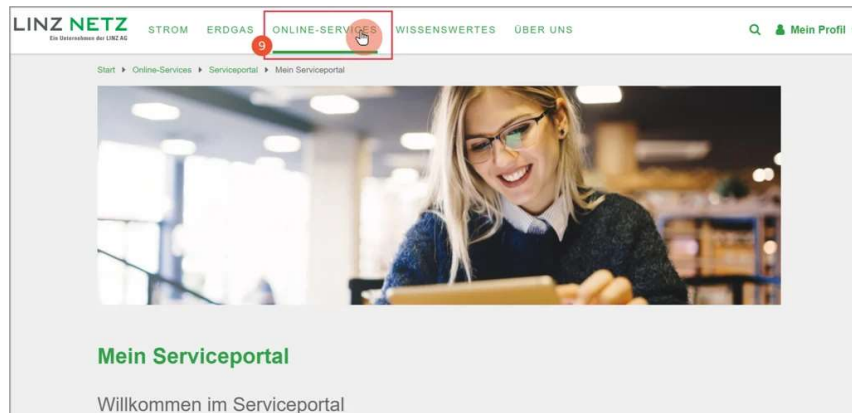 LINZ NETZ
Ein Unternehmen der LINZ AG
STROM ERDGAS ONLINE-SERVICES WISSENSWERTES ÜBER UNS Mein Profil
9
Start Online-Services Serviceportal Mein Serviceportal
Mein Serviceportal
Willkommen im Serviceportal